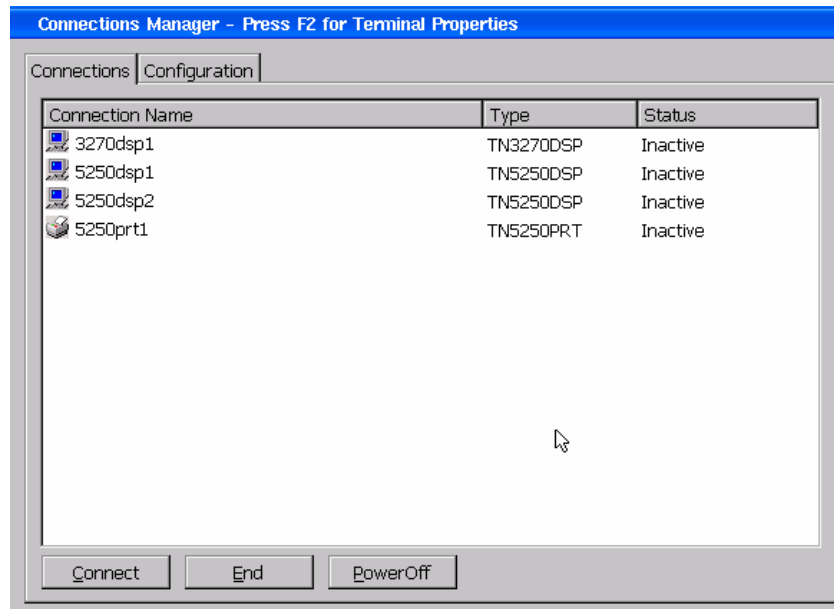 Connections Manager - Press F2 for Terminal Properties
Connections Configuration
Connection Name Type Status
3270dsp1 TN3270DSP Inactive
5250dsp1 TN5250DSP Inactive
5250dsp2 TN5250DSP Inactive
5250prt1 TN5250PRT Inactive
Connect End PowerOff